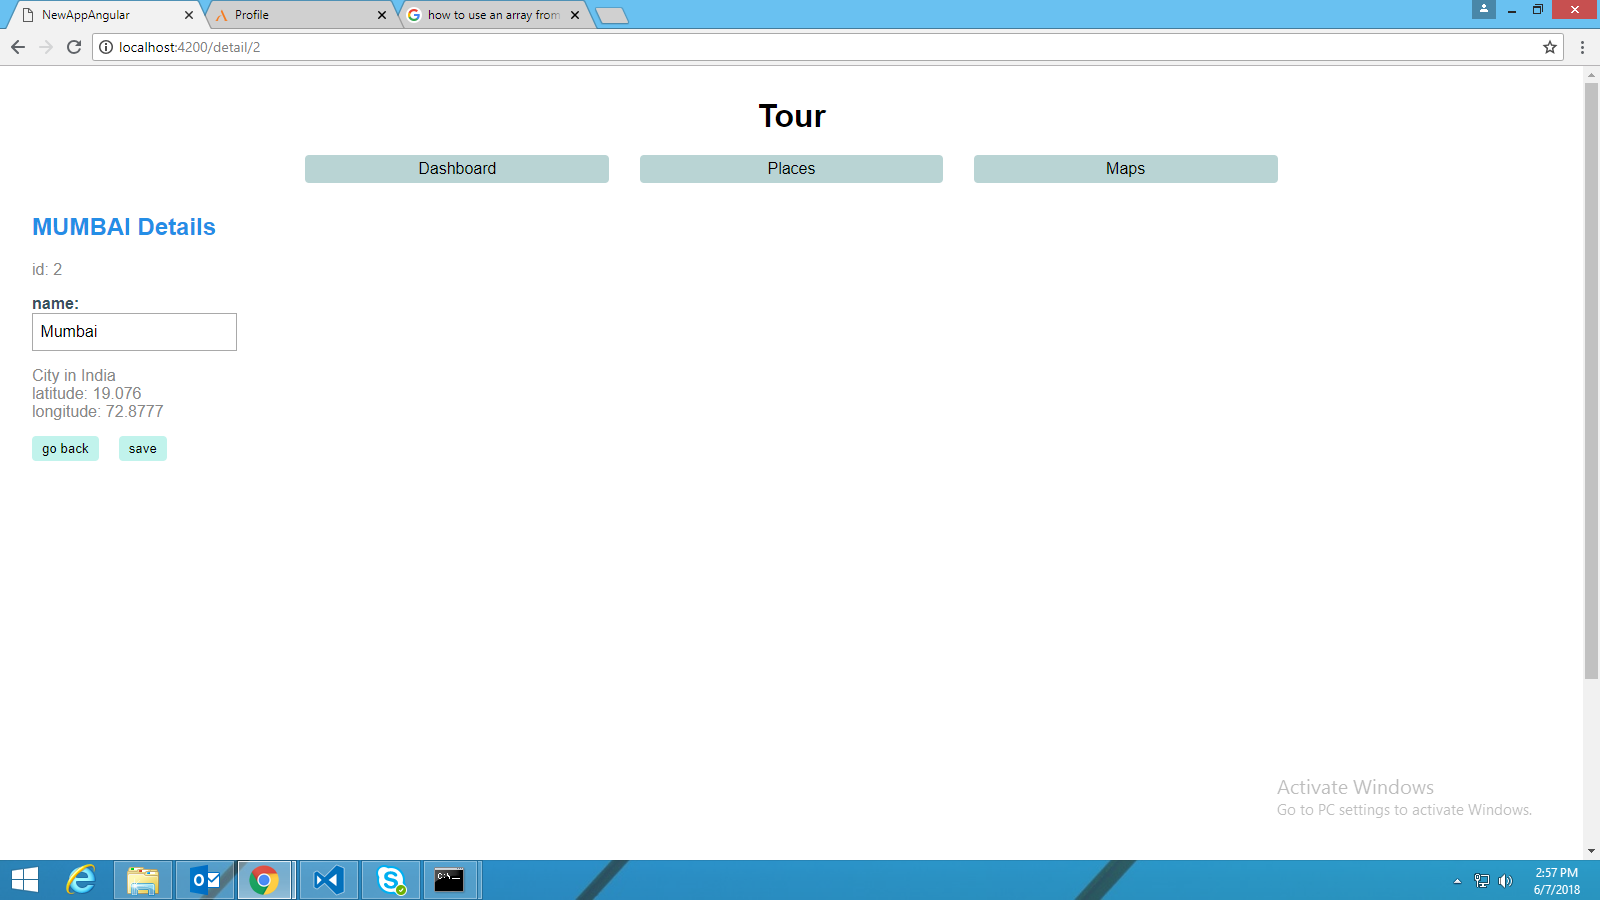 NewAppAngular
Profile
how to use an array from
localhost:4200/detail/2
Tour
Dashboard
Places
Maps
MUMBAI Details
id: 2
name:
Mumbai
City in India
latitude: 19.076
longitude: 72.8777
go back
save
Activate Windows
Go to PC settings to activate Windows.
2:57 PM
6/7/2018